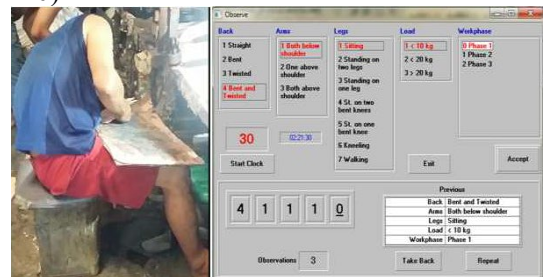 Observe
Back
1 Straight
2 Bent
3 Twisted
4 Bent and
Twisted
Arms
1 Both below
shoulder
2 One above
shoulder
3 Both above
shoulder
Legs
1 Sitting
2 Standing on
two legs
3 Standing on
one leg
4 St. on two
bent knees
5 St. on one
bent knee
6 Kneeling
7 Walking
Load
1 < 10 kg
2 < 20 kg
3 > 20 kg
Workphase
0 Phase 1
1 Phase 2
2 Phase 3
30
02:21:30
Start Clock
Exit
Accept
4 1 1 1 0
Observations 3
Previous
Back Bent and Twisted
Arms Both below shoulder
Legs Sitting
Load < 10 kg
Workphase Phase 1
Take Back
Repeat